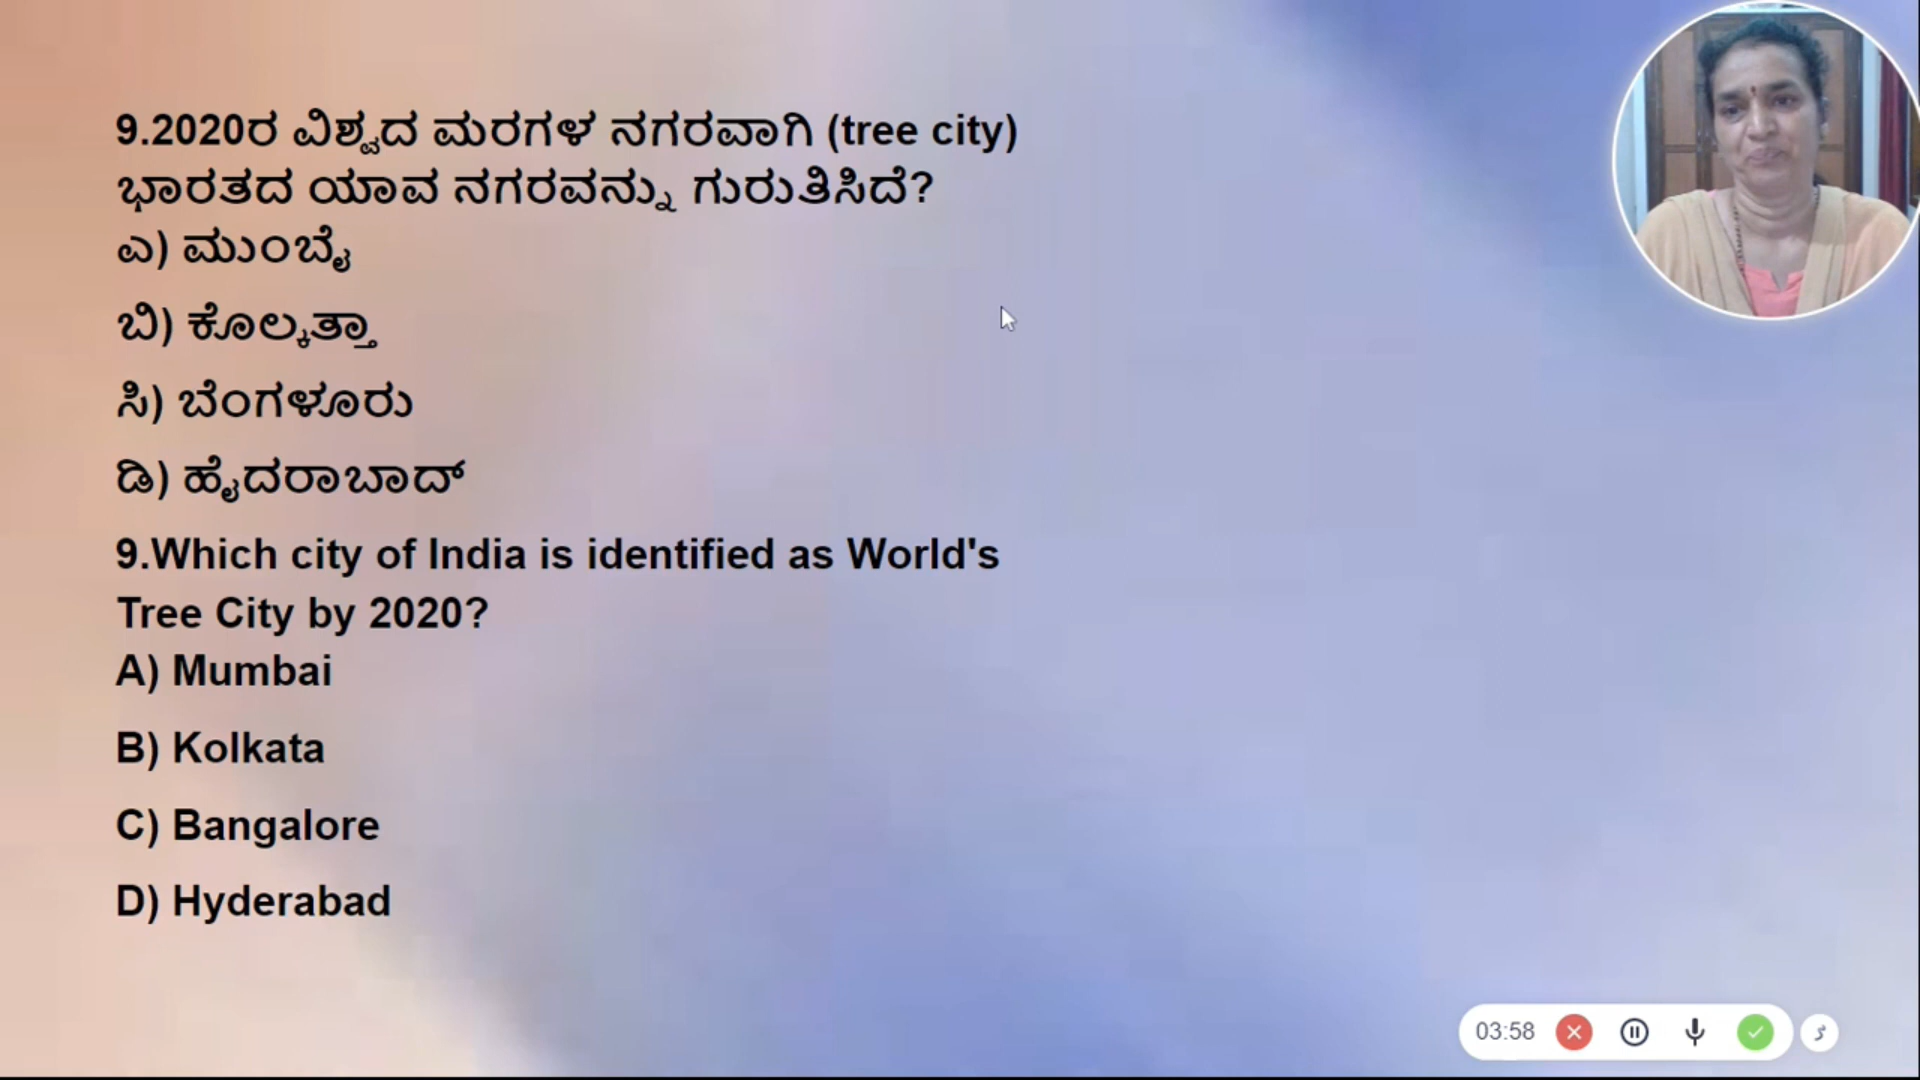 9.2020ರ ವಿಶ್ವದ ಮರಗಳ ನಗರವಾಗಿ (tree city)
ಭಾರತದ ಯಾವ ನಗರವನ್ನು ಗುರುತಿಸಿದೆ?
ಎ) ಮುಂಬೈ
ಬಿ) ಕೊಲ್ಕತ್ತಾ
ಸಿ) ಬೆಂಗಳೂರು
ಡಿ) ಹೈದರಾಬಾದ್
9.Which city of India is identified as World's
Tree City by 2020?
A) Mumbai
B) Kolkata
C) Bangalore
D) Hyderabad
03:58